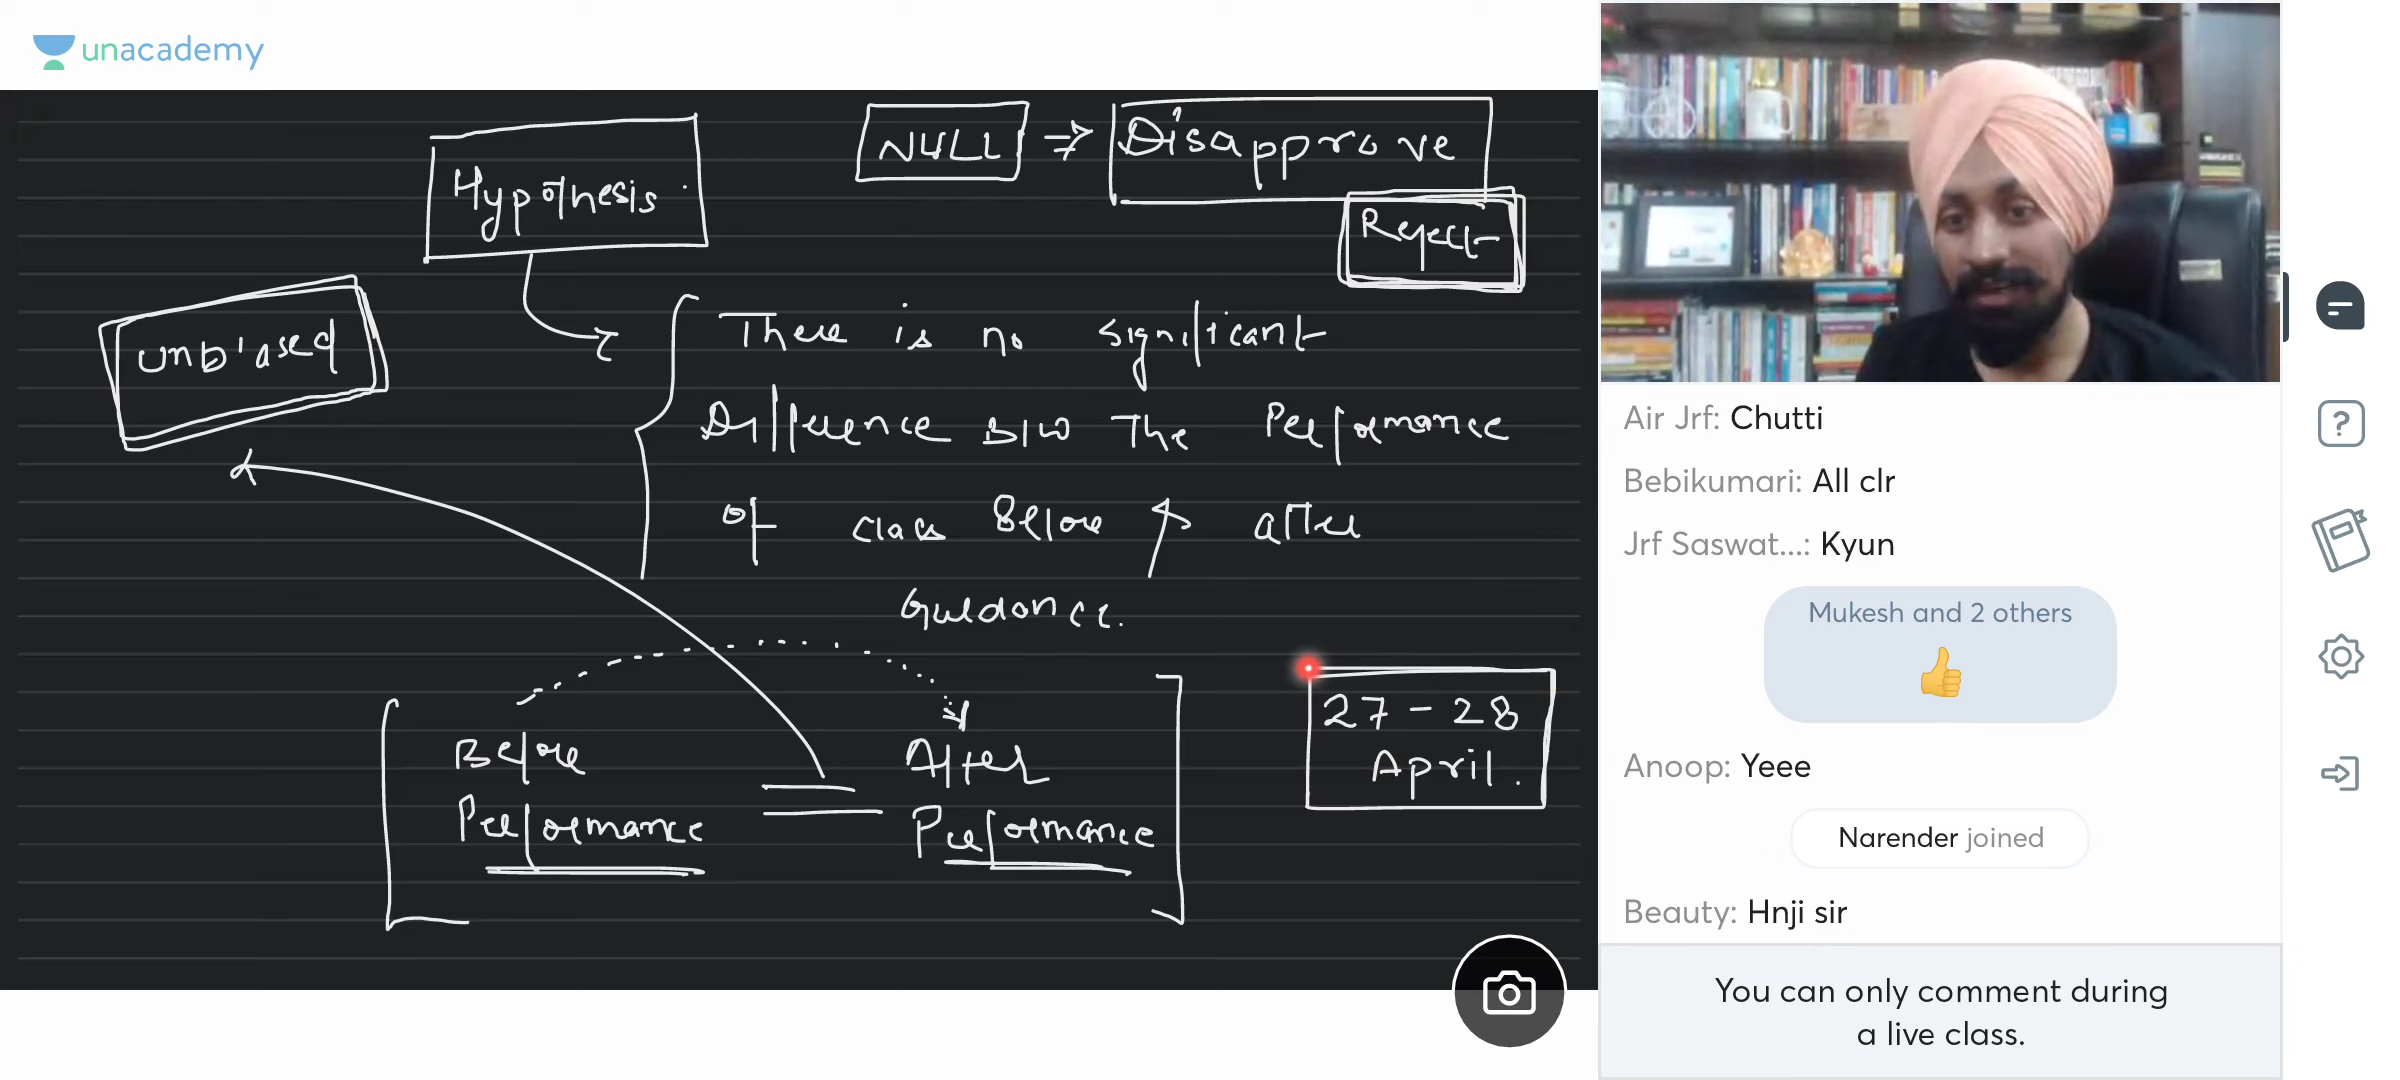 unacademy
NULL ⇒ Disapprove
Hypothesis
Reject
unbiased
There is no significant
Difference B/w The Performance
of class Before & after
Guidance.
Before
Performance
=
After
Performance
27 - 28
April.
Air Jrf: Chutti
Bebikumari: All clr
Jrf Saswat...: Kyun
Mukesh and 2 others
👍
Anoop: Yeee
Narender joined
Beauty: Hnji sir
You can only comment during
a live class.